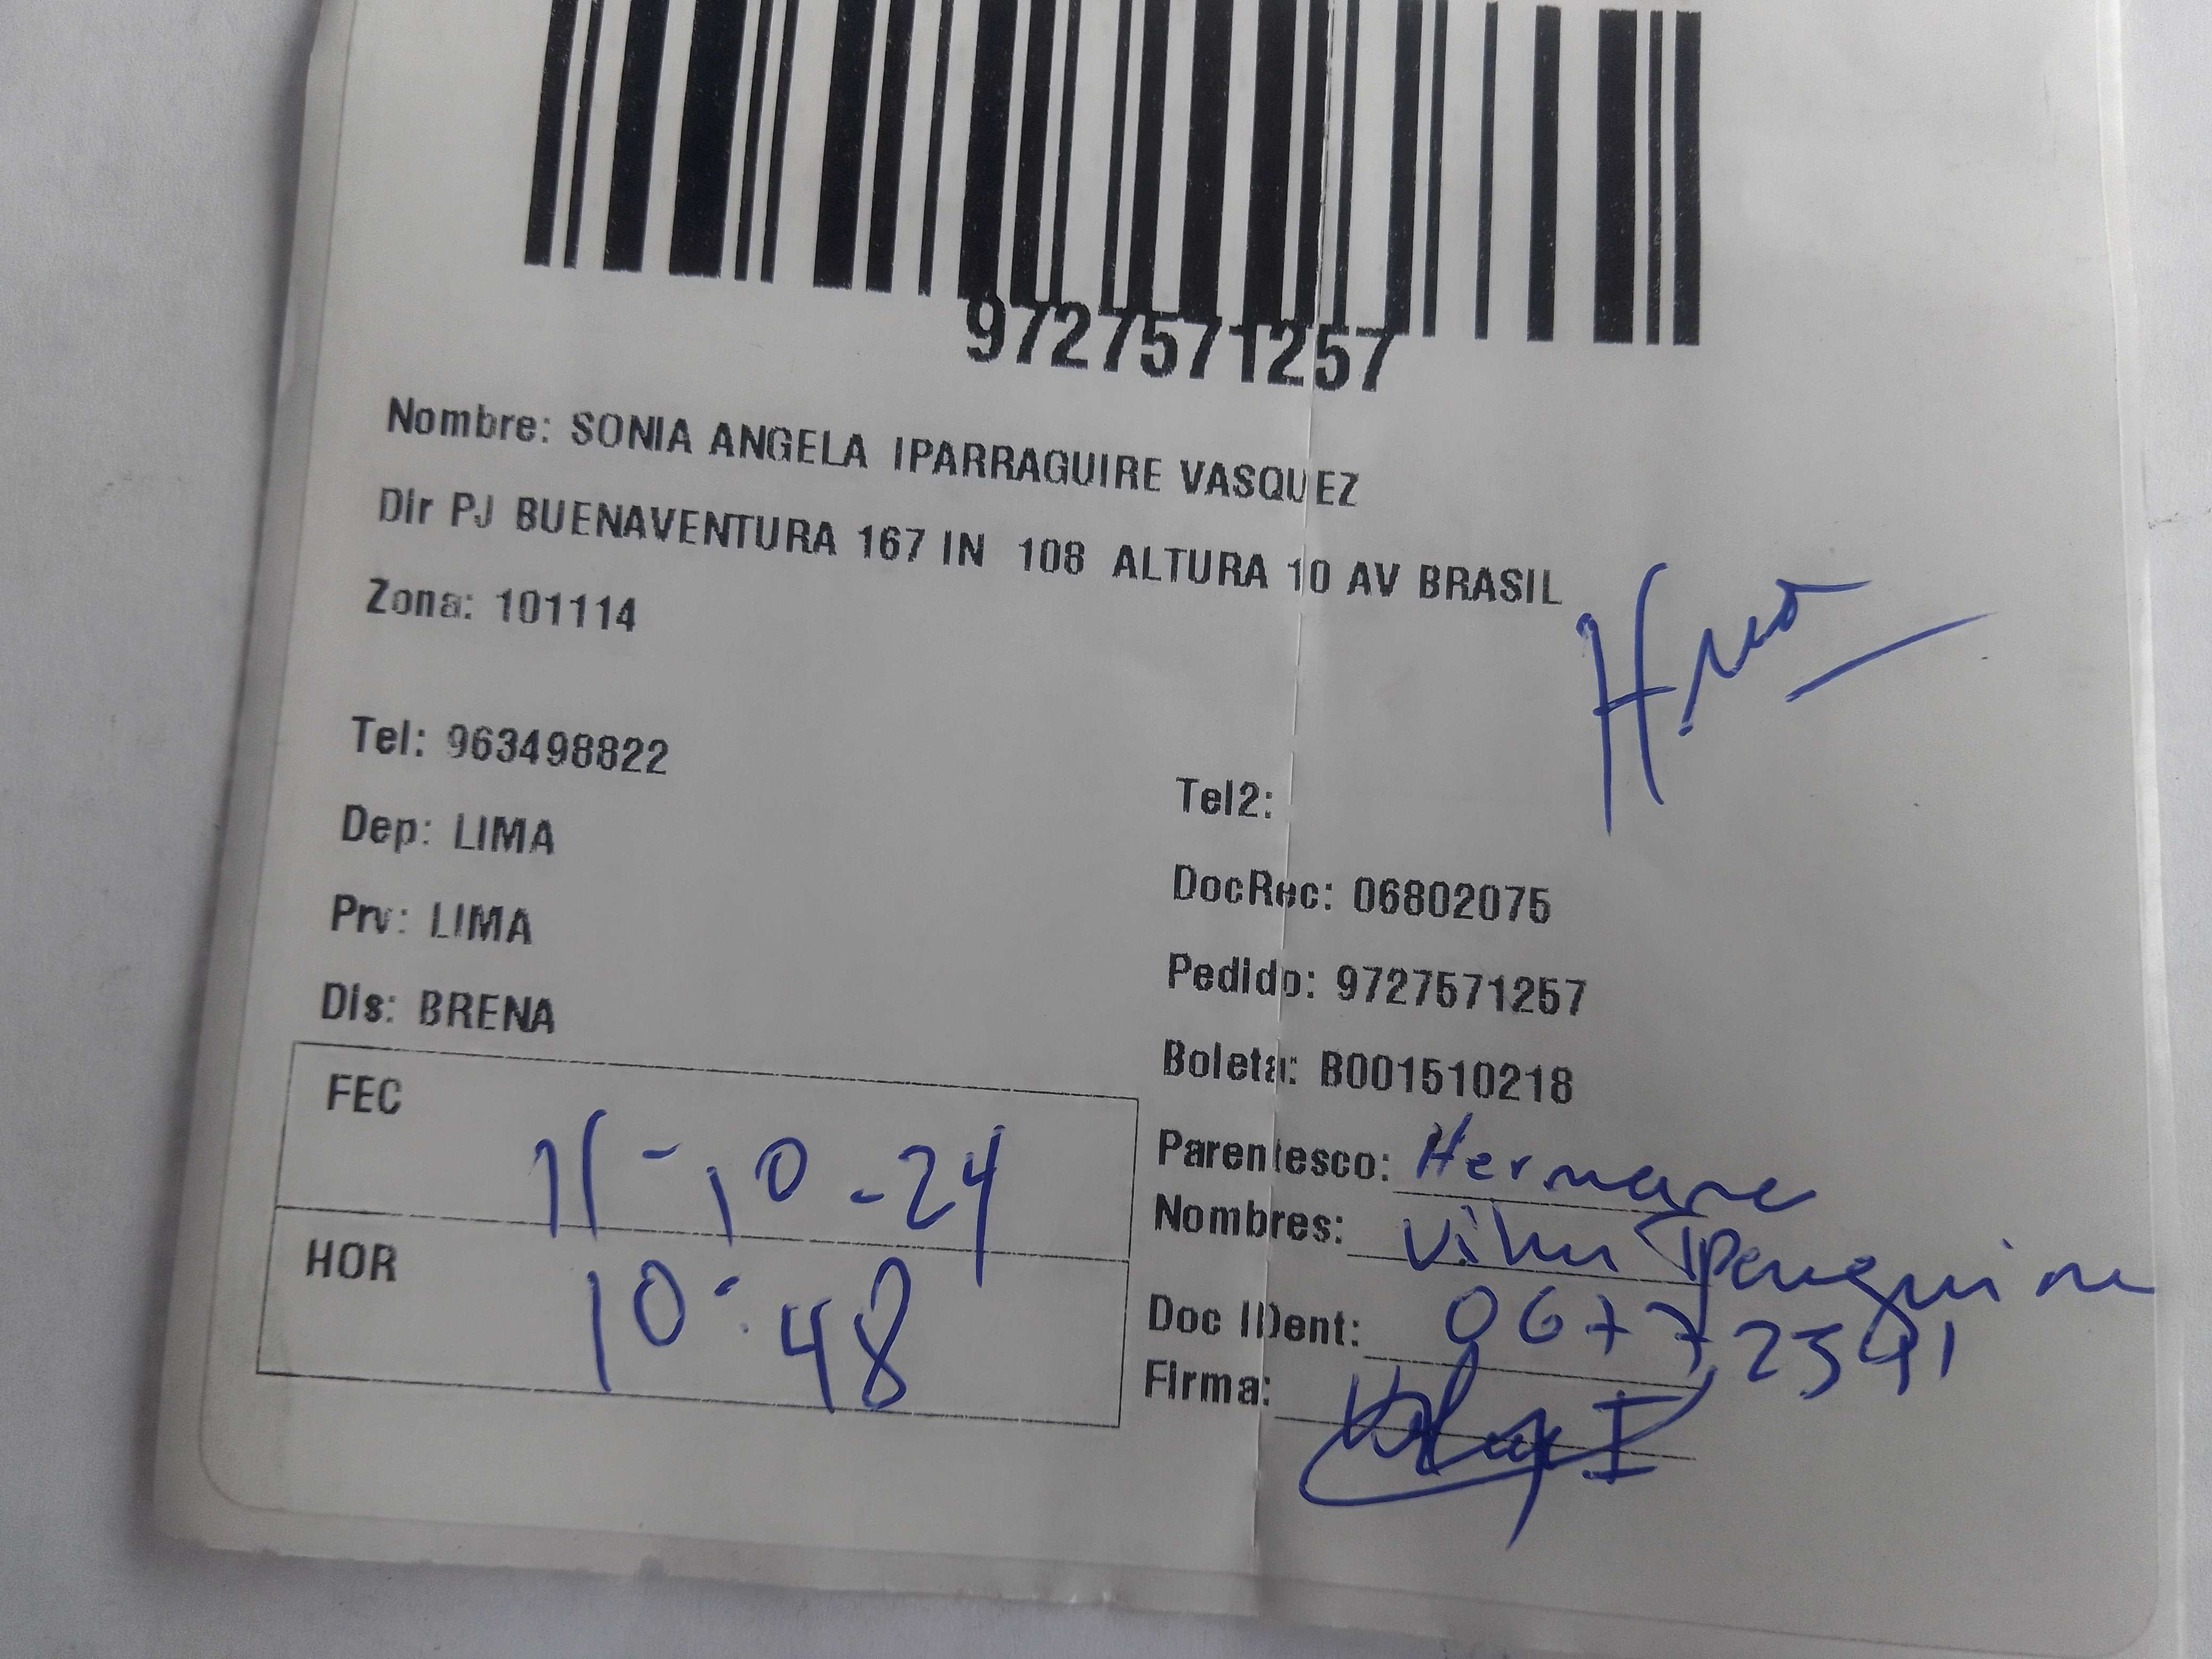 9727571257
Nombre: SONIA ANGELA IPARRAGUIRE VASQUEZ
Dir PJ BUENAVENTURA 167 IN 108 ALTURA 10 AV BRASIL
Zona: 101114
Tel: 963498822
Tel2:
Dep: LIMA
DocRec: 06802075
Prv: LIMA
Pedido: 9727571257
Dis: BRENA
Boleta: B001510218
FEC 11-10-24
Parentesco: Hermana
Nombres:
HOR 10:48
Doc IDent: 06772541
Firma: